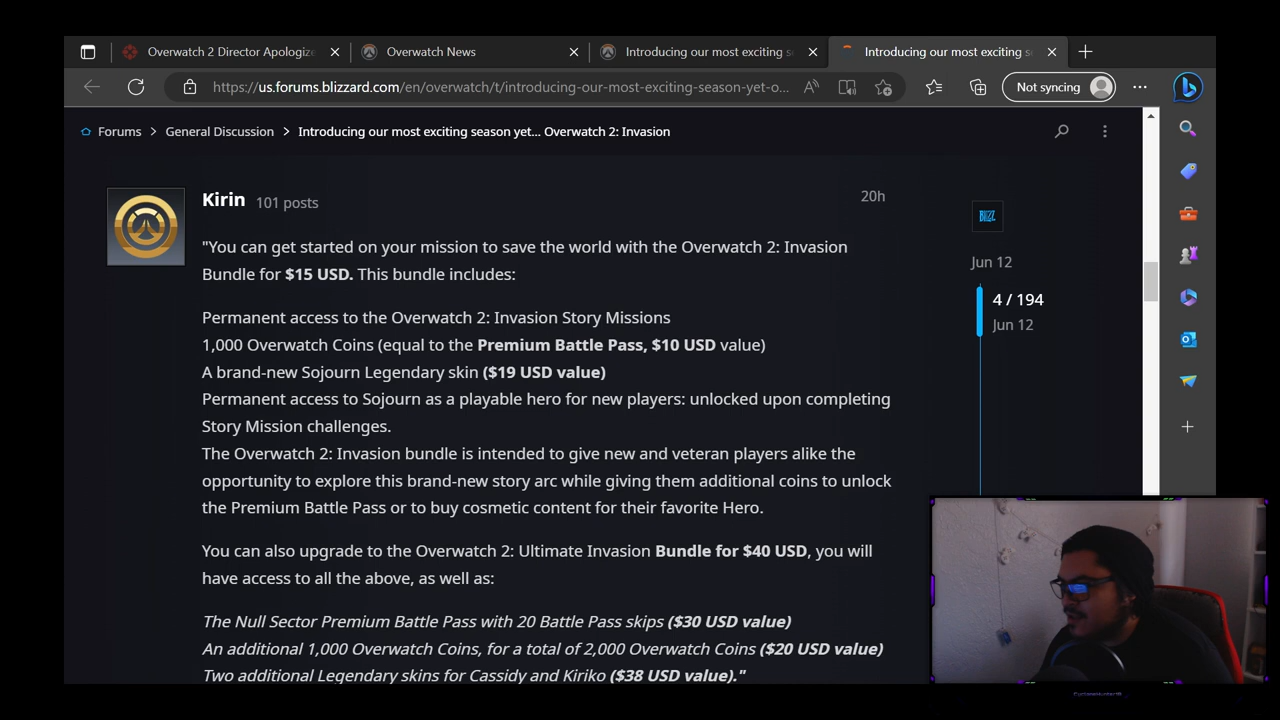 Overwatch 2 Director Apologize
Overwatch News
Introducing our most exciting s
Introducing our most exciting s
https://us.forums.blizzard.com/en/overwatch/t/introducing-our-most-exciting-season-yet-o...
Not syncing
Forums > General Discussion > Introducing our most exciting season yet... Overwatch 2: Invasion
Kirin 101 posts
20h
"You can get started on your mission to save the world with the Overwatch 2: Invasion
Bundle for $15 USD. This bundle includes:
Permanent access to the Overwatch 2: Invasion Story Missions
1,000 Overwatch Coins (equal to the Premium Battle Pass, $10 USD value)
A brand-new Sojourn Legendary skin ($19 USD value)
Permanent access to Sojourn as a playable hero for new players: unlocked upon completing
Story Mission challenges.
The Overwatch 2: Invasion bundle is intended to give new and veteran players alike the
opportunity to explore this brand-new story arc while giving them additional coins to unlock
the Premium Battle Pass or to buy cosmetic content for their favorite Hero.
You can also upgrade to the Overwatch 2: Ultimate Invasion Bundle for $40 USD, you will
have access to all the above, as well as:
The Null Sector Premium Battle Pass with 20 Battle Pass skips ($30 USD value)
An additional 1,000 Overwatch Coins, for a total of 2,000 Overwatch Coins ($20 USD value)
Two additional Legendary skins for Cassidy and Kiriko ($38 USD value)."
BLIZZ
Jun 12
4 / 194
Jun 12